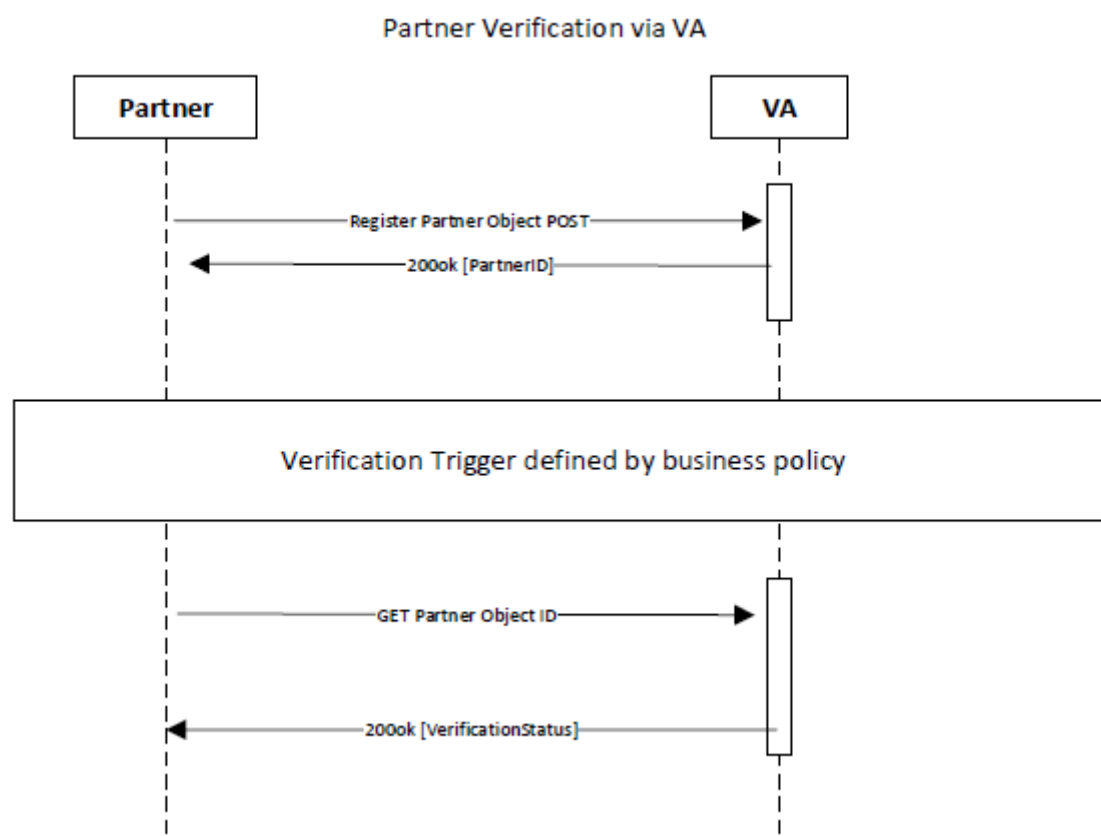 Partner Verification via VA
Partner
VA
Register Partner Object POST
200ok [PartnerID]
Verification Trigger defined by business policy
GET Partner Object ID
200ok [VerificationStatus]